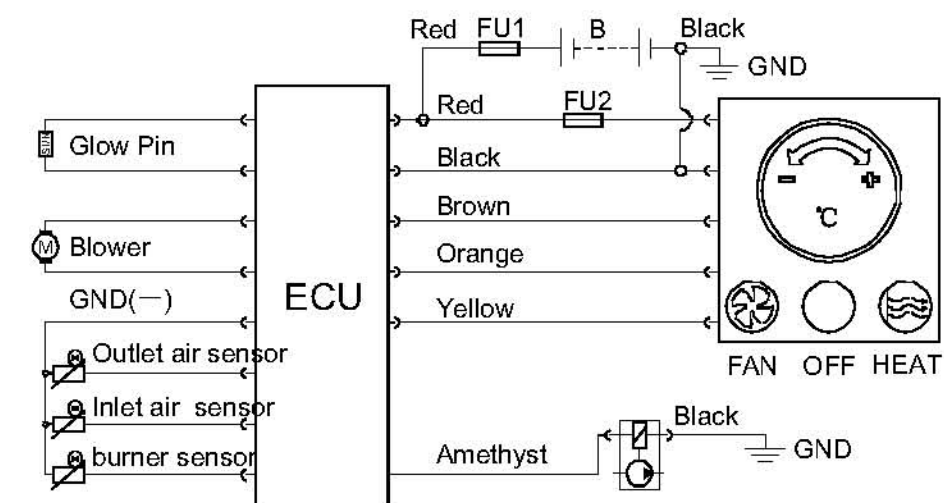 Red FU1 B Black
GND
Red FU2
Glow Pin
Black
− +
℃
Brown
M Blower
Orange
GND(—)
ECU
Yellow
Outlet air sensor
FAN OFF HEAT
Inlet air sensor
Black
burner sensor
Amethyst
GND